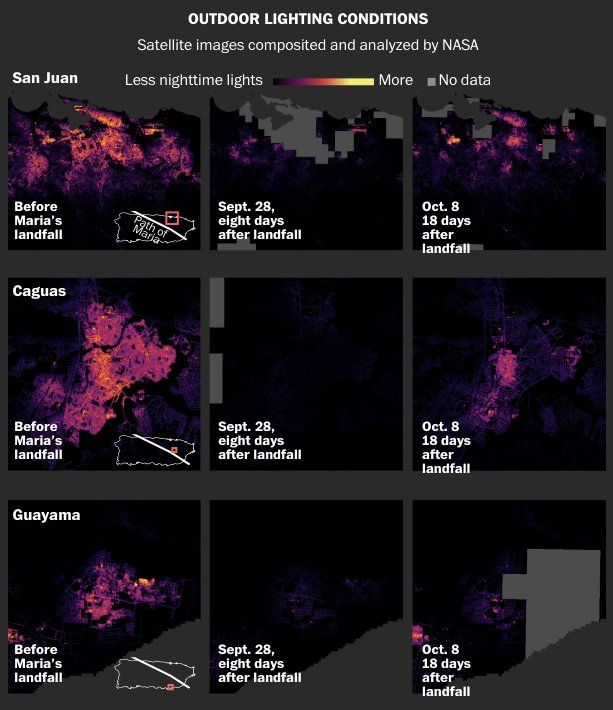 OUTDOOR LIGHTING CONDITIONS
Satellite images composited and analyzed by NASA
San Juan
Less nighttime lights
More
No data
Before
Maria's
landfall
Path of
Maria
Sept. 28,
eight days
after landfall
Oct. 8
18 days
after
landfall
Caguas
Before
Maria's
landfall
Sept. 28,
eight days
after landfall
Oct. 8
18 days
after
landfall
Guayama
Before
Maria's
landfall
Sept. 28,
eight days
after landfall
Oct. 8
18 days
after
landfall